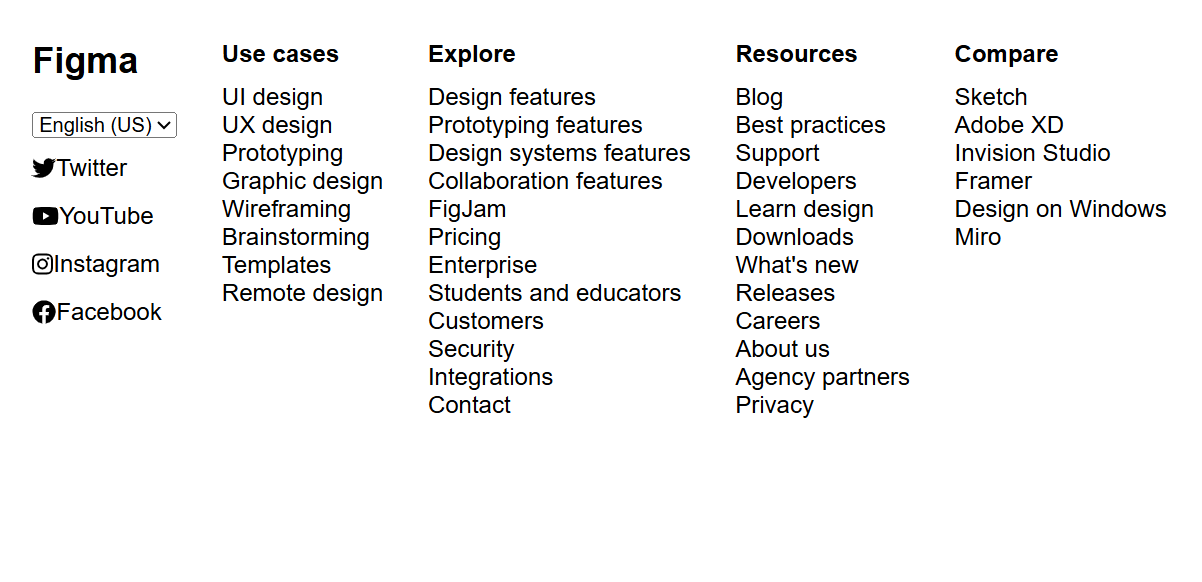 Figma
English (US)
Twitter
YouTube
Instagram
Facebook
Use cases
UI design
UX design
Prototyping
Graphic design
Wireframing
Brainstorming
Templates
Remote design
Explore
Design features
Prototyping features
Design systems features
Collaboration features
FigJam
Pricing
Enterprise
Students and educators
Customers
Security
Integrations
Contact
Resources
Blog
Best practices
Support
Developers
Learn design
Downloads
What's new
Releases
Careers
About us
Agency partners
Privacy
Compare
Sketch
Adobe XD
Invision Studio
Framer
Design on Windows
Miro